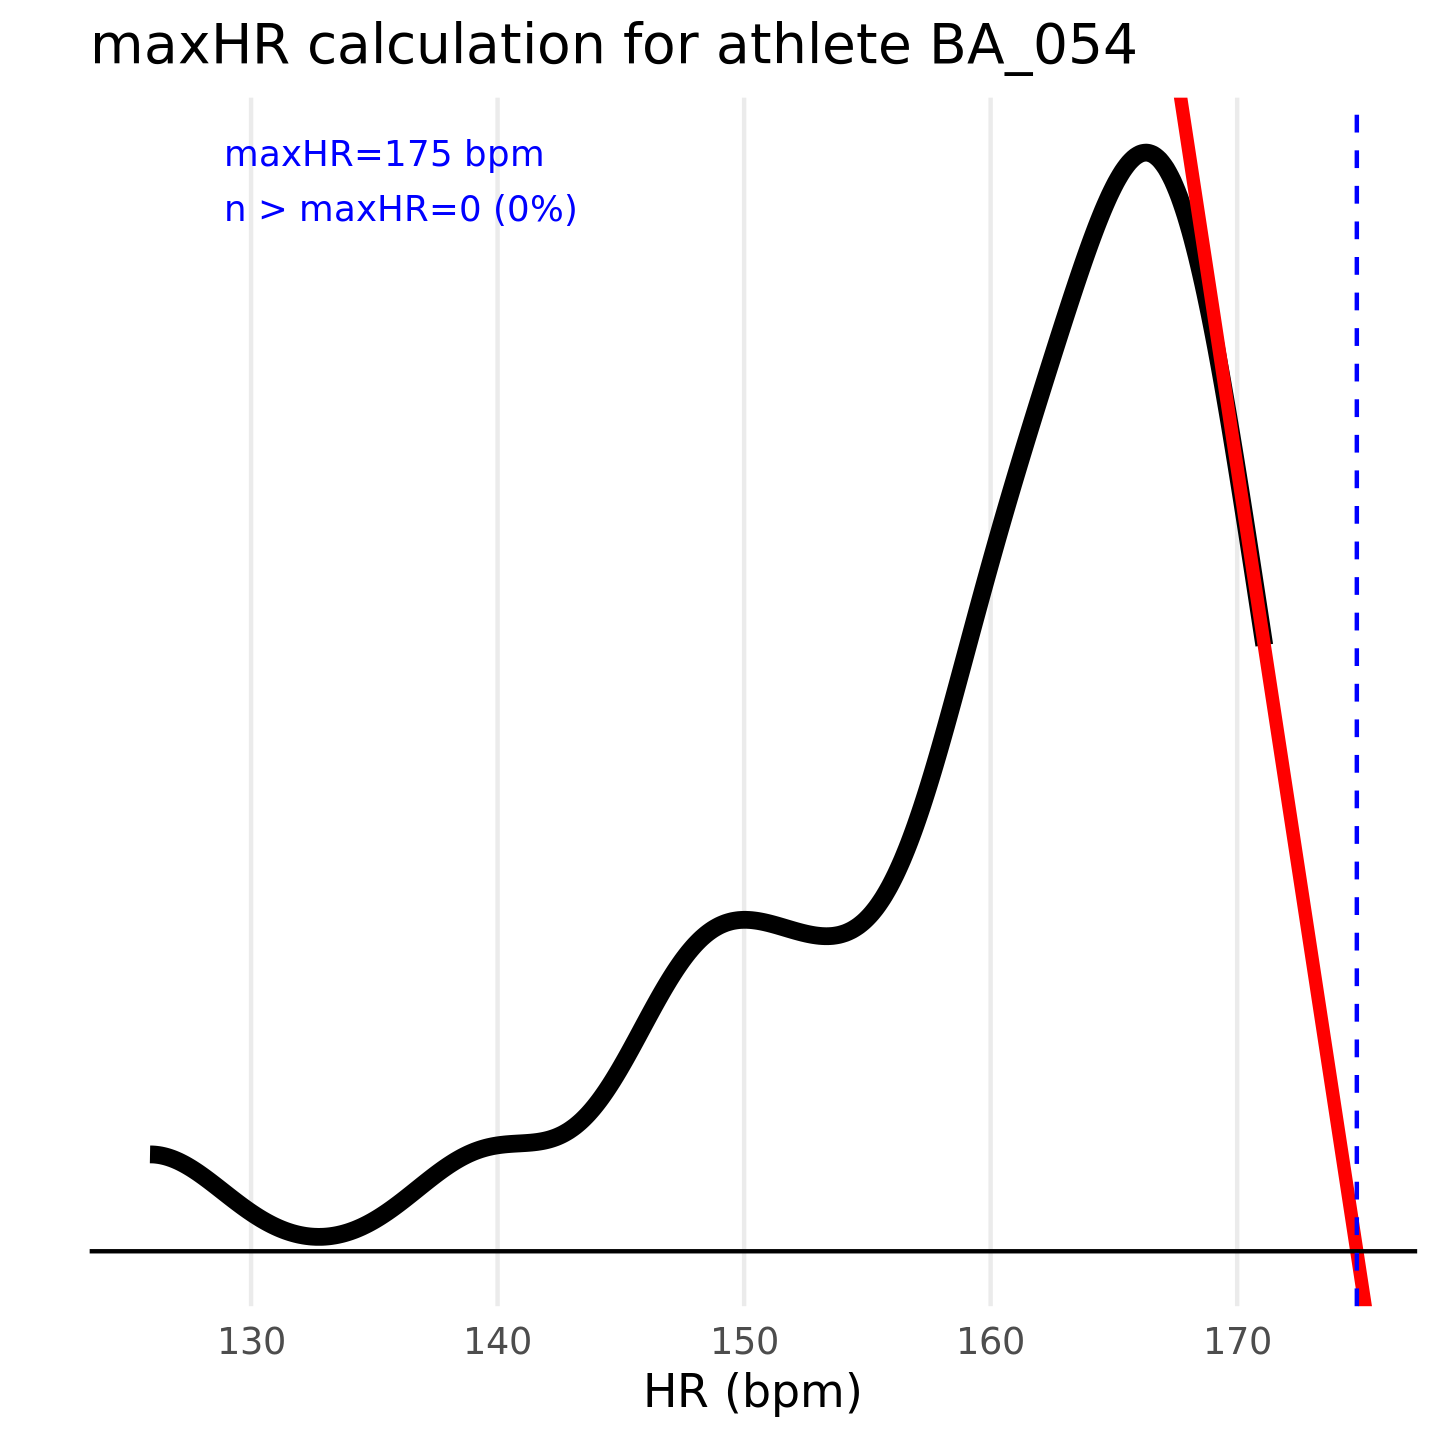 maxHR calculation for athlete BA_054
maxHR=175 bpm
n > maxHR=0 (0%)
130 140 150 160 170
HR (bpm)